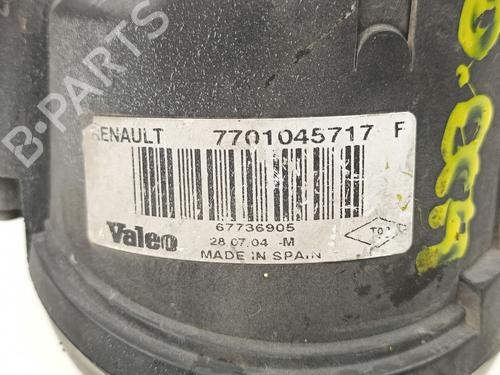 B-PARTS
RENAULT 7701045717 F
67736905
Valeo
28.07.04 -M
MADE IN SPAIN